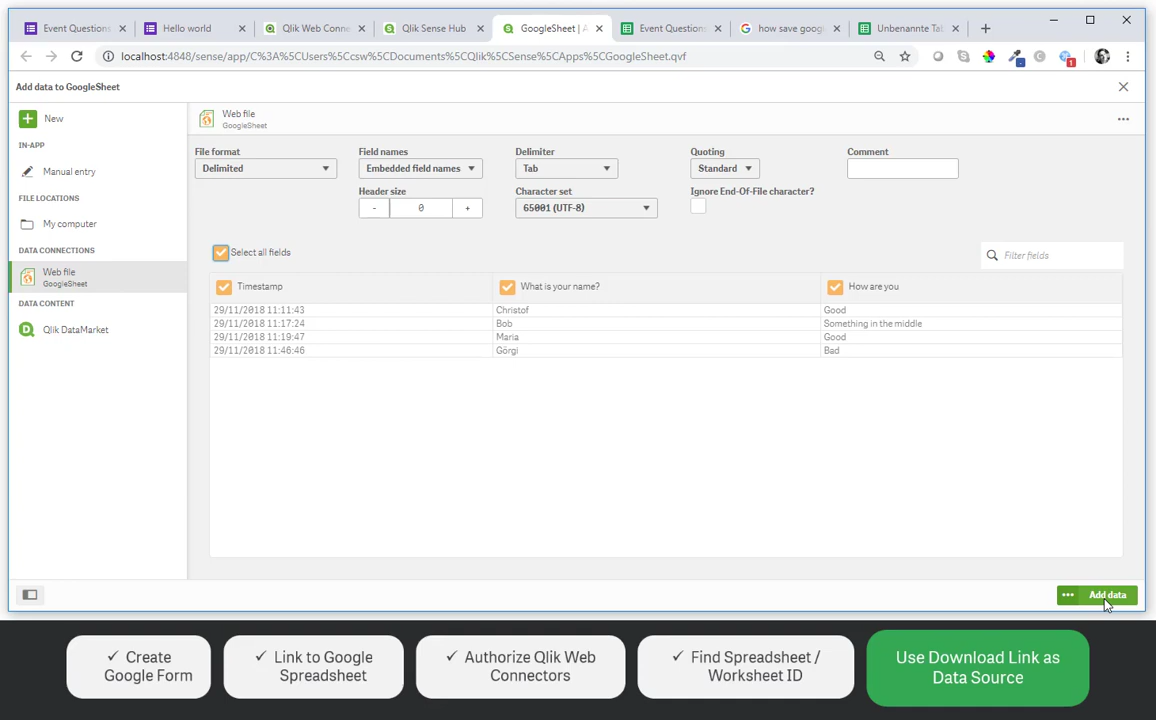 Event Questions
Hello world
Qlik Web Conne
Qlik Sense Hub
GoogleSheet | A
Event Questions
how save googl
Unbenannte Tab
localhost:4848/sense/app/C%3A%5CUsers%5Ccsw%5CDocuments%5CQlik%5CSense%5CApps%5CGoogleSheet.qvf
1
Add data to GoogleSheet
New
IN-APP
Manual entry
FILE LOCATIONS
My computer
DATA CONNECTIONS
Web file
GoogleSheet
DATA CONTENT
Qlik DataMarket
Web file
GoogleSheet
File format
Field names
Delimiter
Quoting
Comment
Delimited
Embedded field names
Tab
Standard
Header size
Character set
Ignore End-Of-File character?
- 0 +
65001 (UTF-8)
Select all fields
Filter fields
Timestamp What is your name? How are you
29/11/2018 11:11:43 Christof Good
29/11/2018 11:17:24 Bob Something in the middle
29/11/2018 11:19:47 Maria Good
29/11/2018 11:46:46 Görgi Bad
Add data
✓ Create
Google Form
✓ Link to Google
Spreadsheet
✓ Authorize Qlik Web
Connectors
✓ Find Spreadsheet /
Worksheet ID
Use Download Link as
Data Source